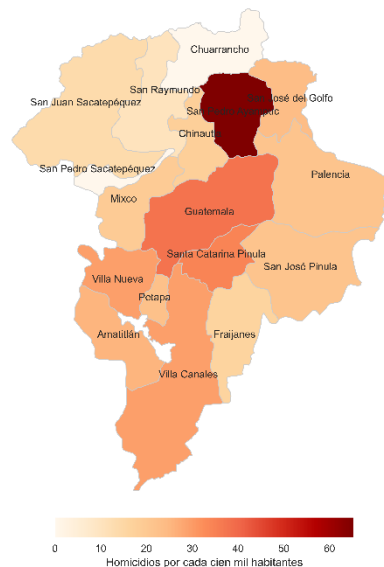 Chuarrancho
San Raymundo
San José del Golfo
San Juan Sacatepéquez
Chinautla
San Pedro Sacatepéquez
Palencia
Mixco
Guatemala
Santa Catarina Pinula
San José Pinula
Villa Nueva
Petapa
Amatitlán
Fraijanes
Villa Canales
0 10 20 30 40 50 60
Homicidios por cada cien mil habitantes